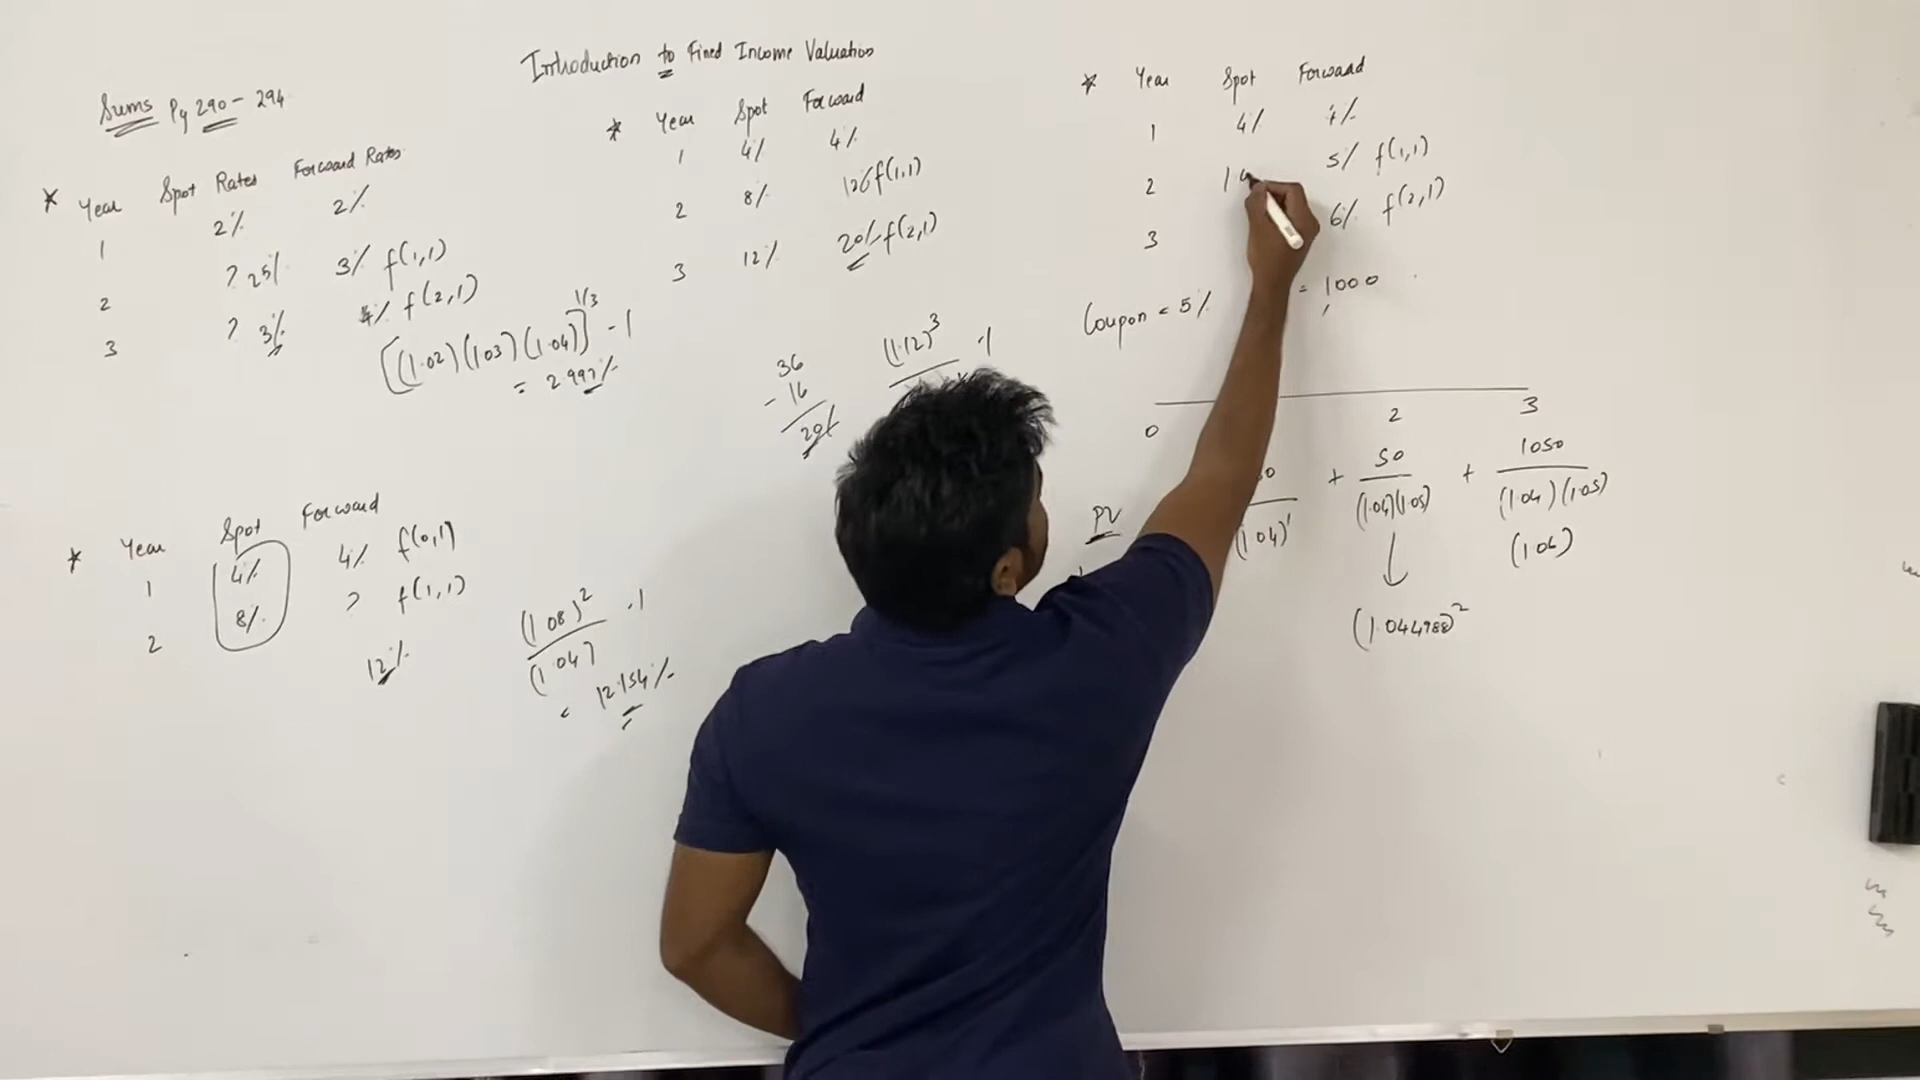 Introduction to Fixed Income Valuation
Sums Pg 290 - 294
* Year Spot Rates Forward Rates
1 2% 2%
2 ? 2.5% 3% f(1,1)
3 ? 3% 4% f(2,1)
[(1.02)(1.03)(1.04)]^1/3 - 1
= 2.997%
* Year Spot Forward
1 4% 4% f(0,1)
2 8% ? f(1,1)
12%
(1.08)^2 / (1.04) - 1
= 12.154%
* Year Spot Forward
1 4% 4%
2 8% 12% f(1,1)
3 12% 20% f(2,1)
36
- 16
20%
(1.12)^3 - 1
* Year Spot Forward
1 4% 4%
2 5% f(1,1)
3 6% f(2,1)
Coupon = 5% = 1000
0 2 3
PV
(1.04)^1 + 50 / (1.04)(1.05) + 1050 / (1.04)(1.05)
(1.06)
(1.044988)^2